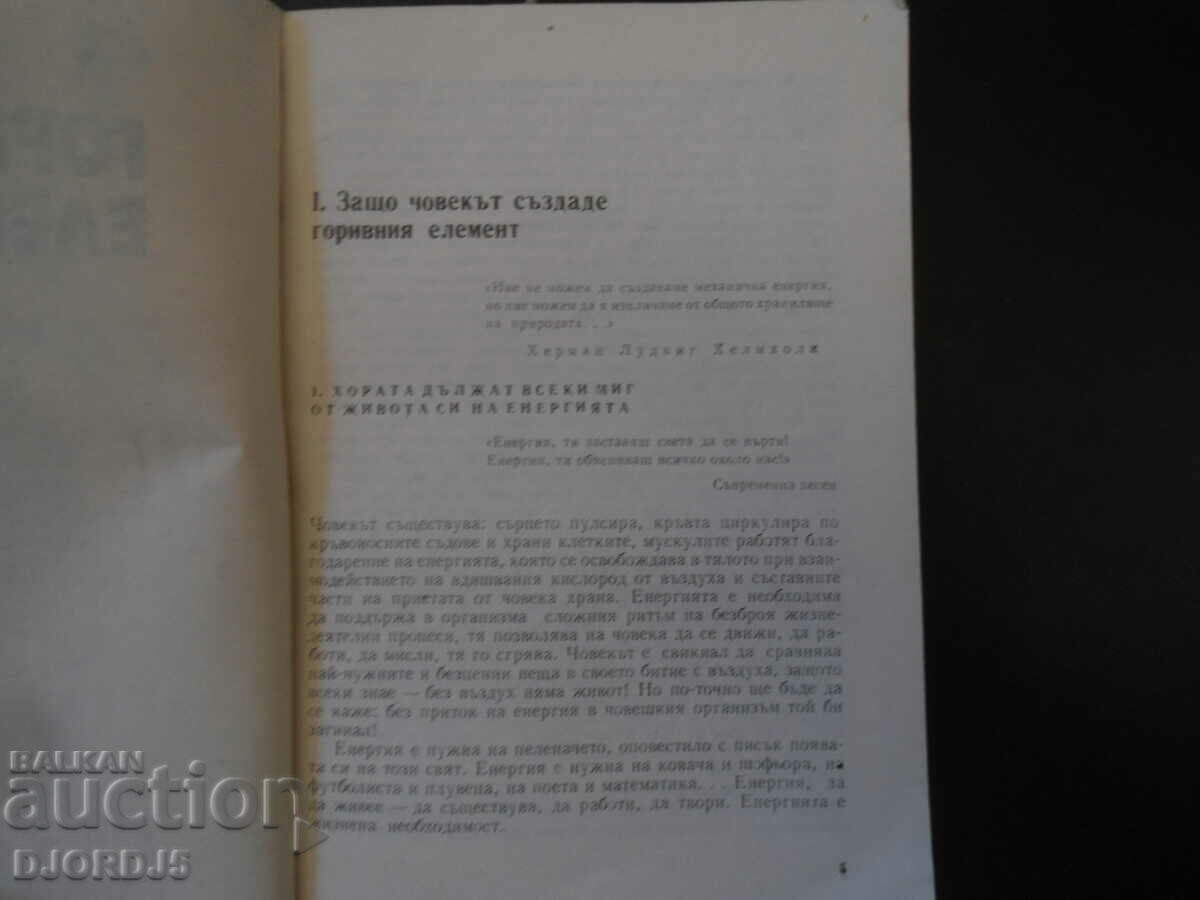 I. Защо човекът създаде
горивния елемент
«Ние не можем да създаваме механична енергия,
но ние можем да я извличаме от общото хранилище
на природата. . .»
Херман Лудвиг Хелмхолц
1. ХОРАТА ДЪЛЖАТ ВСЕКИ МИГ
ОТ ЖИВОТА СИ НА ЕНЕРГИЯТА
«Енергия, ти заставяш света да се върти!
Енергия, ти обясняваш всичко около нас!»
Съвременна песен
Човекът съществува: сърцето пулсира, кръвта циркулира по
кръвоносните съдове и храни клетките, мускулите работят бла-
годарение на енергията, която се освобождава в тялото при взаи-
модействието на вдишвания кислород от въздуха и съставните
части на приетата от човека храна. Енергията е необходима
да поддържа в организма сложния ритъм на безброя жизне-
дейтелни процеси, тя позволява на човека да се движи, да ра-
боти, да мисли, тя го сгрява. Човекът е свикнал да сравнява
най-нужните и безценни неща в своето битие с въздуха, защото
всеки знае — без въздух няма живот! Но по-точно ще бъде да
се каже: без приток на енергия в човешкия организъм той би
загинал!
Енергия е нужна на пеленачето, оповестило с писък появя-
та си на този свят. Енергия е нужна на ковача и шофьора, на
футболиста и плувеца, на поета и математика. . . Енергия, за
да живее — да съществува, да работи, да твори. Енергията е
жизнена необходимост.
5
BALKAN
auction
DJORDJ5